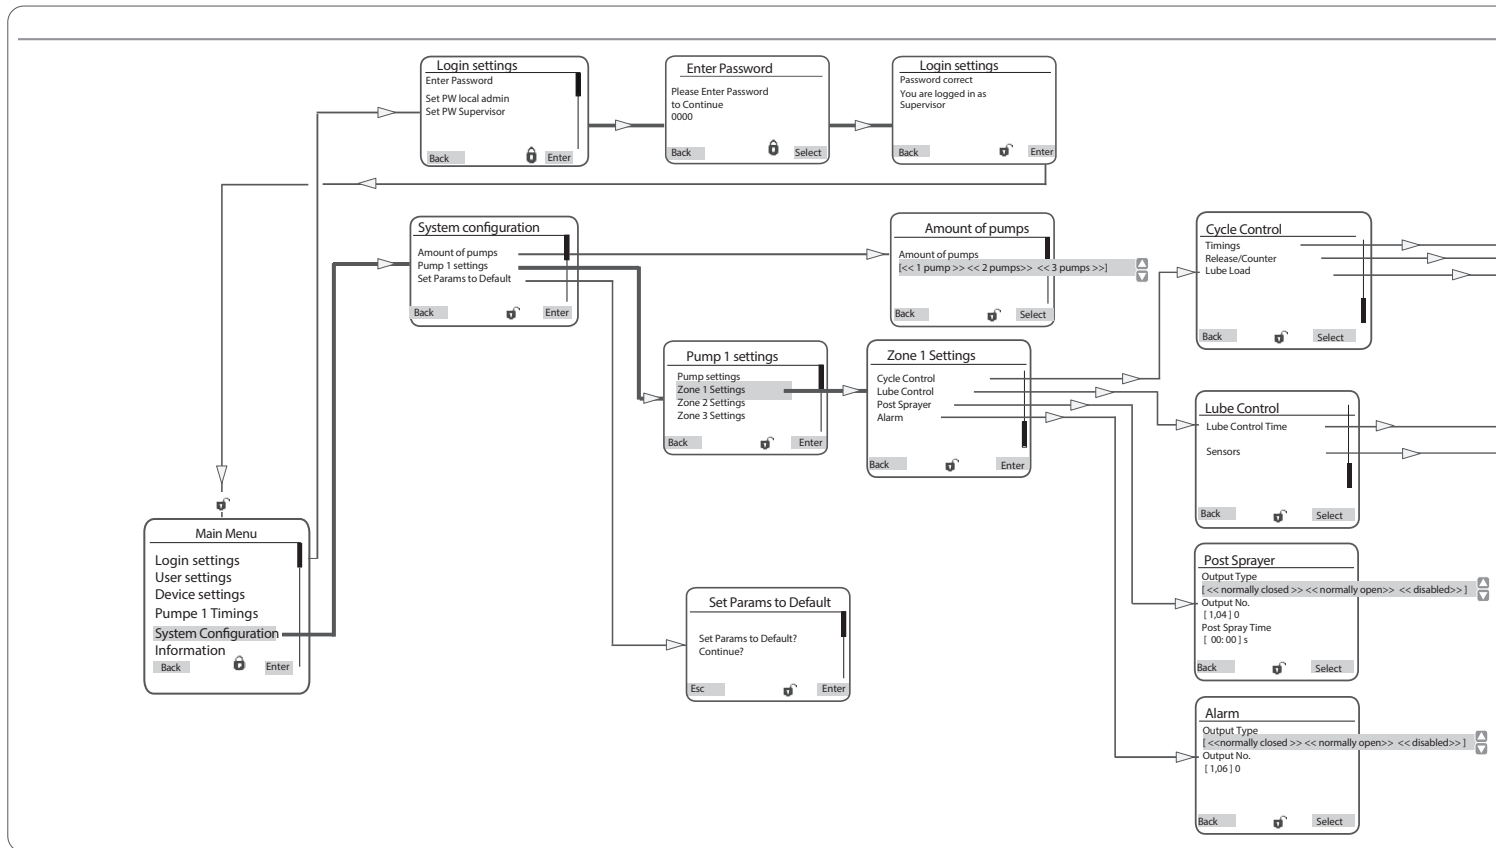 Login settings
Enter Password
Set PW local admin
Set PW Supervisor
Back Enter
Enter Password
Please Enter Password
to Continue
0000
Back Select
Login settings
Password correct
You are logged in as
Supervisor
Back Enter
System configuration
Amount of pumps
Pump 1 settings
Set Params to Default
Back Enter
Amount of pumps
Amount of pumps
[<< 1 pump >> << 2 pumps>> << 3 pumps >>]
Back Select
Cycle Control
Timings
Release/Counter
Lube Load
Back Select
Pump 1 settings
Pump settings
Zone 1 Settings
Zone 2 Settings
Zone 3 Settings
Back Enter
Zone 1 Settings
Cycle Control
Lube Control
Post Sprayer
Alarm
Back Enter
Lube Control
Lube Control Time
Sensors
Back Select
Main Menu
Login settings
User settings
Device settings
Pumpe 1 Timings
System Configuration
Information
Back Enter
Set Params to Default
Set Params to Default?
Continue?
Esc Enter
Post Sprayer
Output Type
[ << normally closed >> << normally open>> << disabled>> ]
Output No.
[ 1,04 ] 0
Post Spray Time
[ 00: 00 ] s
Back Select
Alarm
Output Type
[ <<normally closed >> << normally open>> << disabled>> ]
Output No.
[ 1,06 ] 0
Back Select